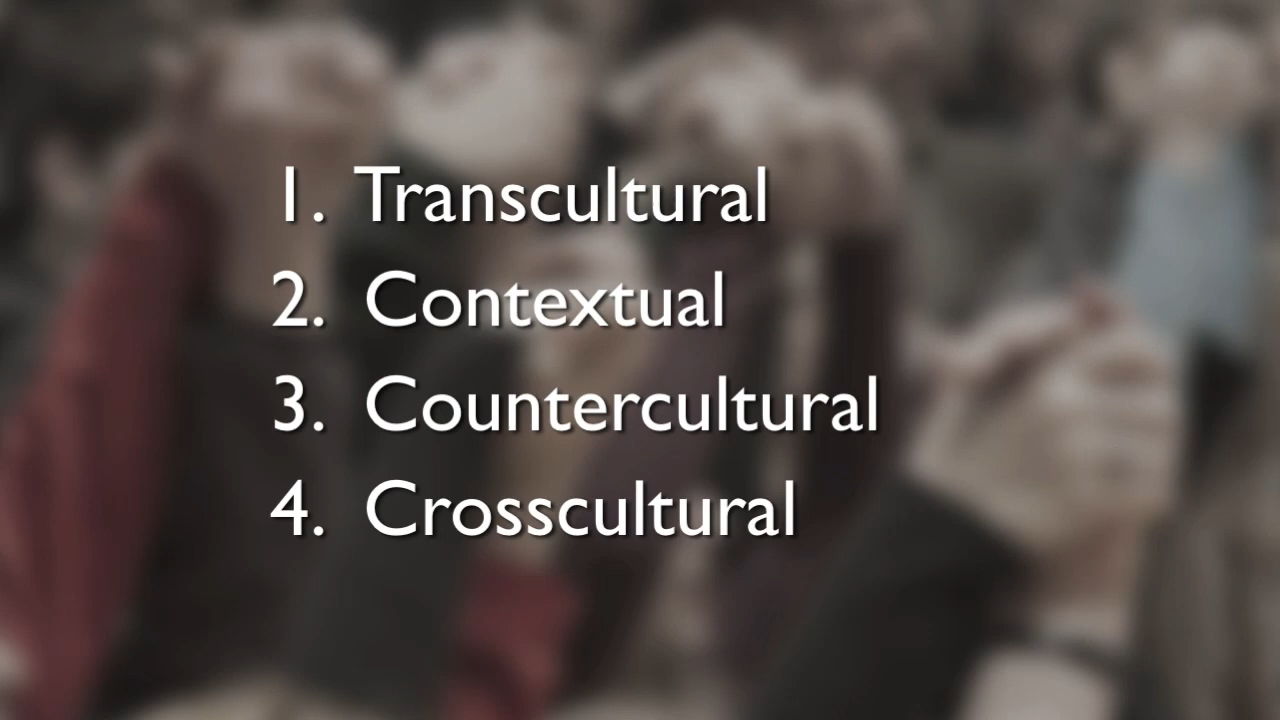 1. Transcultural
2. Contextual
3. Countercultural
4. Crosscultural